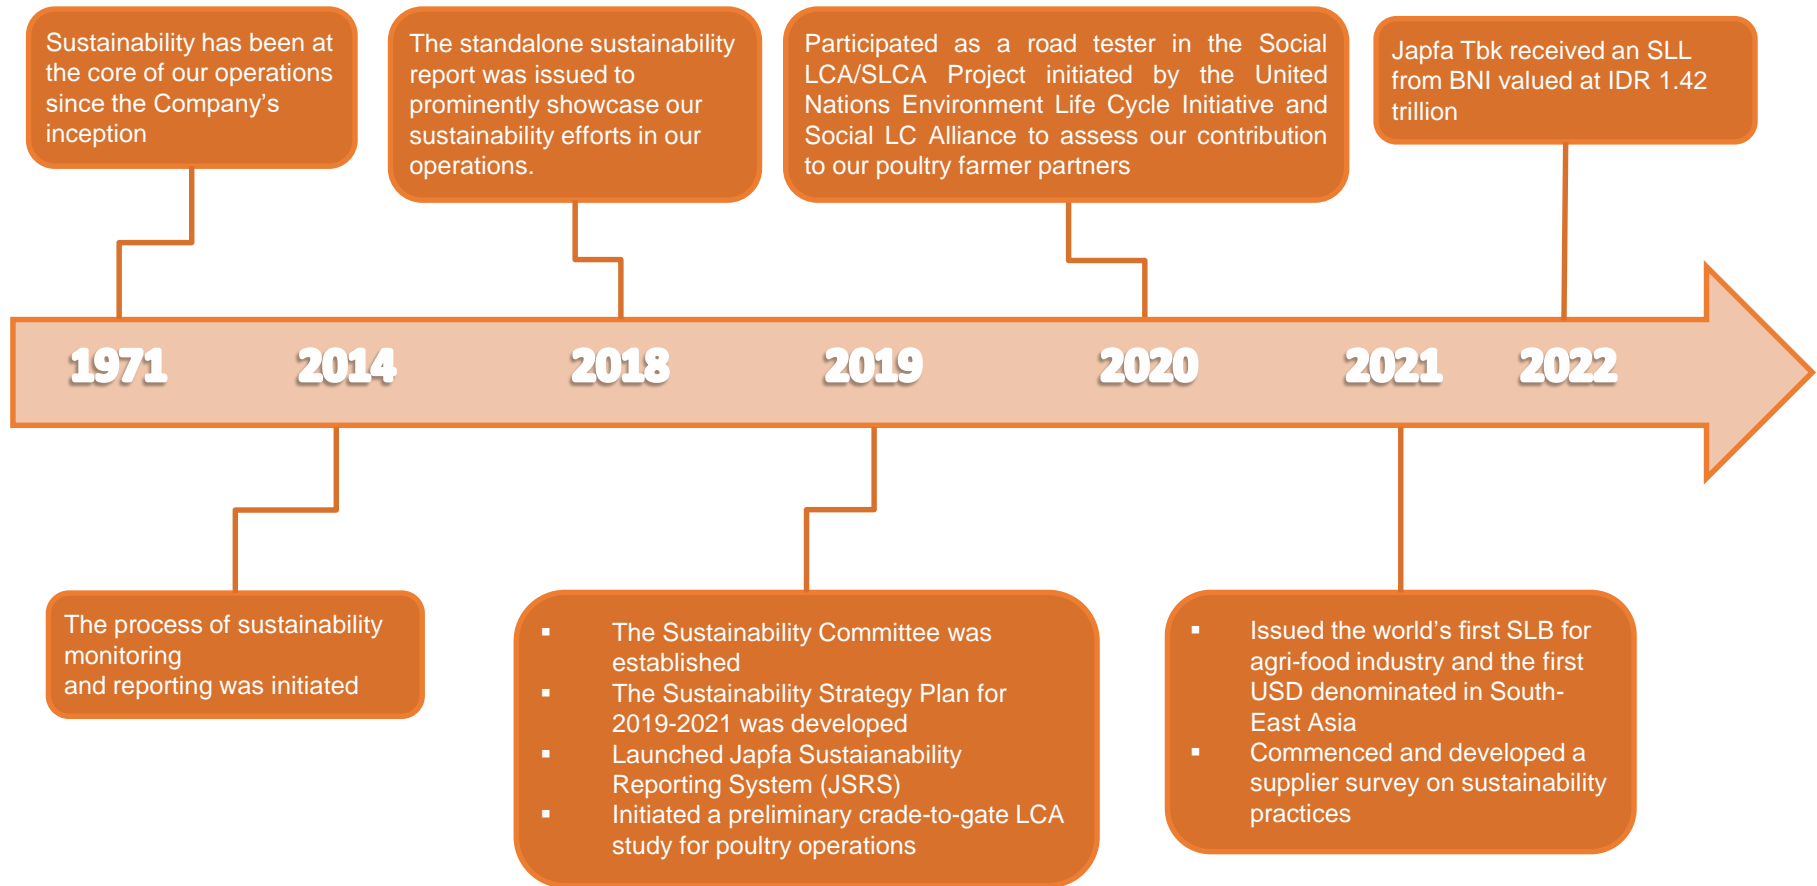 Sustainability has been at
the core of our operations
since the Company’s
inception
The standalone sustainability
report was issued to
prominently showcase our
sustainability efforts in our
operations.
Participated as a road tester in the Social
LCA/SLCA Project initiated by the United
Nations Environment Life Cycle Initiative and
Social LC Alliance to assess our contribution
to our poultry farmer partners
Japfa Tbk received an SLL
from BNI valued at IDR 1.42
trillion
1971 2014 2018 2019 2020 2021 2022
The process of sustainability
monitoring
and reporting was initiated
▪ The Sustainability Committee was
established
▪ The Sustainability Strategy Plan for
2019-2021 was developed
▪ Launched Japfa Sustaianability
Reporting System (JSRS)
▪ Initiated a preliminary crade-to-gate LCA
study for poultry operations
▪ Issued the world’s first SLB for
agri-food industry and the first
USD denominated in South-
East Asia
▪ Commenced and developed a
supplier survey on sustainability
practices